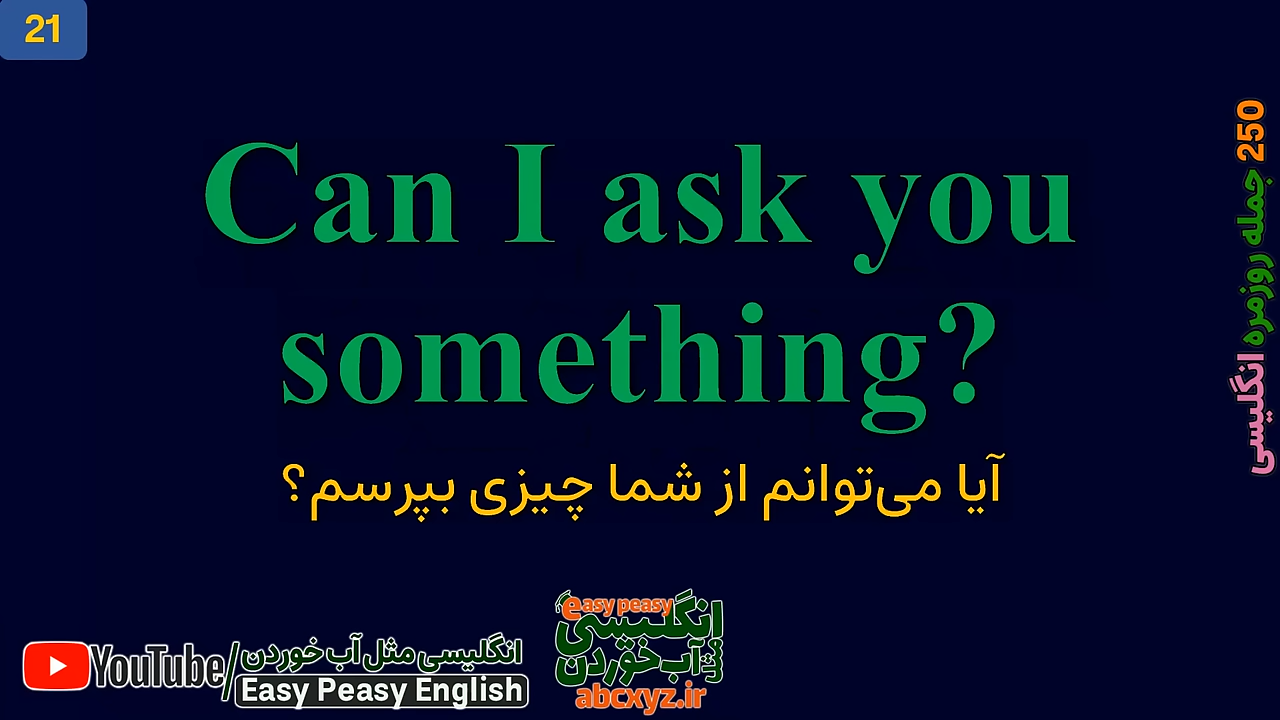 21
Can I ask you
something?
آیا می‌توانم از شما چیزی بپرسم؟
250 جمله روزمره انگلیسی
YouTube/
انگلیسی مثل آب خوردن
Easy Peasy English
easy peasy
انگلیسی
مثل آب خوردن
abcxyz.ir